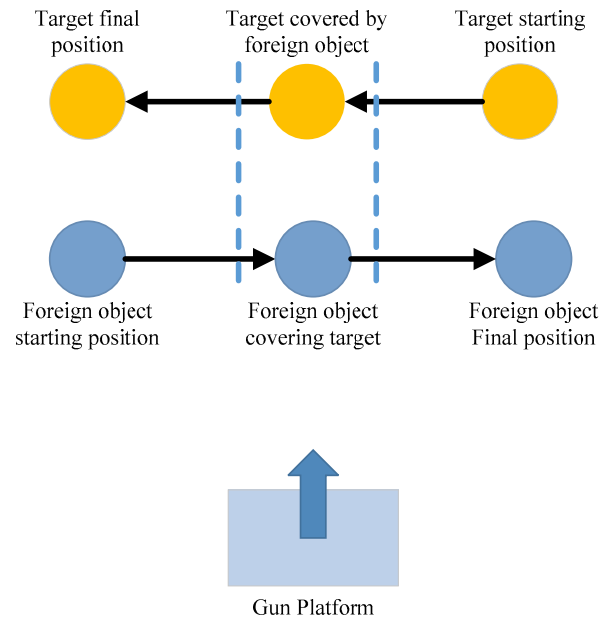 Target final
position
Target covered by
foreign object
Target starting
position
Foreign object
starting position
Foreign object
covering target
Foreign object
Final position
Gun Platform